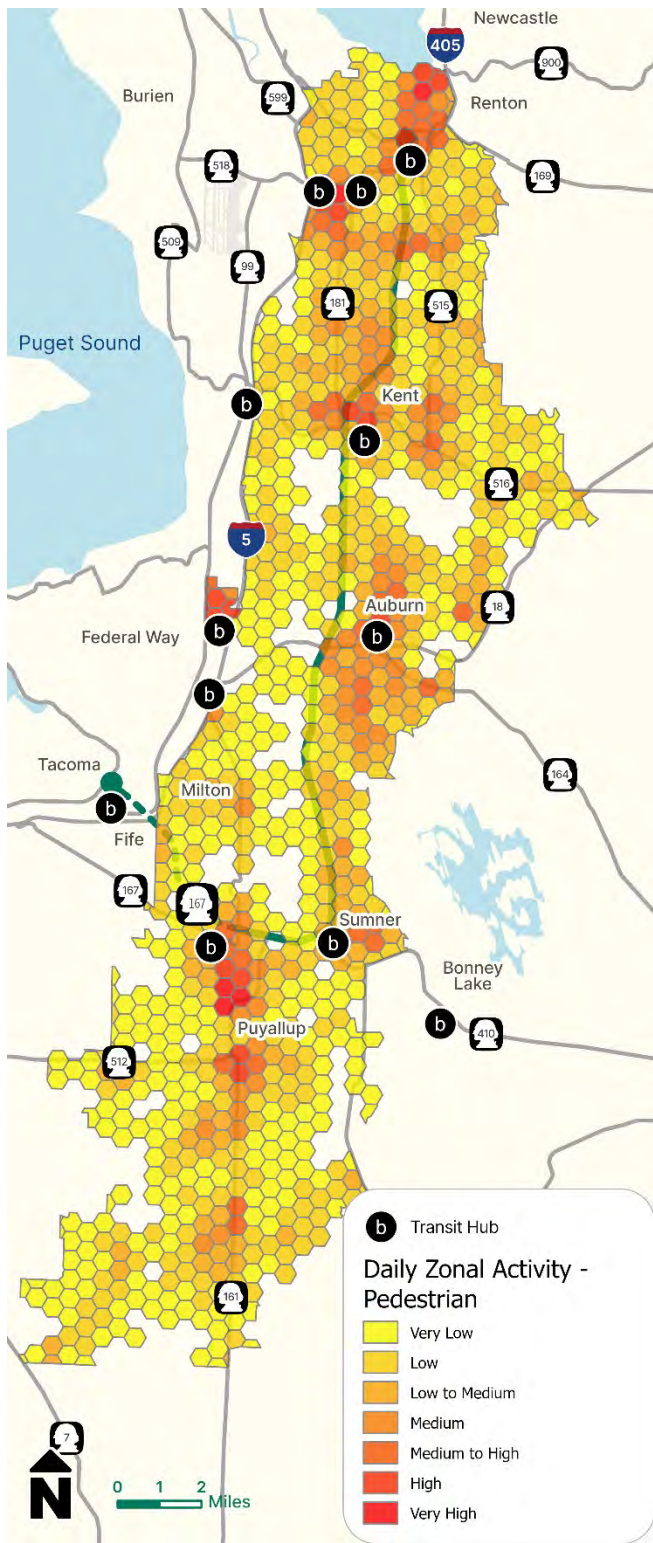 Newcastle
405
900
Burien
599
Renton
518
169
b
b
b
509
99
181
515
Puget Sound
b
Kent
b
516
5
Auburn
18
Federal Way
b
b
b
Tacoma
164
Milton
b
Fife
167
167
Sumner
b
b
Bonney
Lake
b
410
Puyallup
512
161
7
N
0 1 2
Miles
b Transit Hub
Daily Zonal Activity -
Pedestrian
Very Low
Low
Low to Medium
Medium
Medium to High
High
Very High